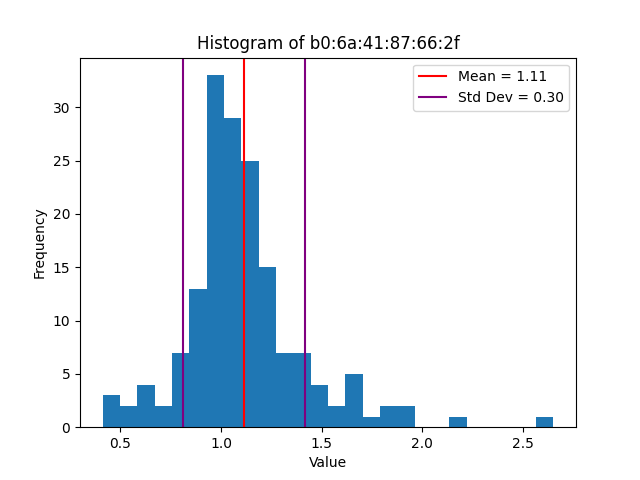 Histogram of b0:6a:41:87:66:2f
Mean = 1.11
Std Dev = 0.30
Frequency
30
25
20
15
10
5
0
0.5 1.0 1.5 2.0 2.5
Value